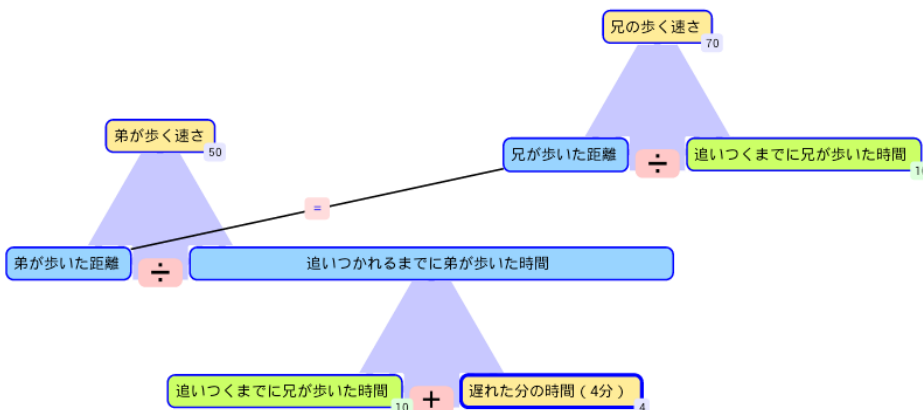 兄の歩く速さ
70
弟が歩く速さ
50
兄が歩いた距離
÷
追いつくまでに兄が歩いた時間
10
=
弟が歩いた距離
÷
追いつかれるまでに弟が歩いた時間
追いつくまでに兄が歩いた時間
10
+
遅れた分の時間（4分）
4